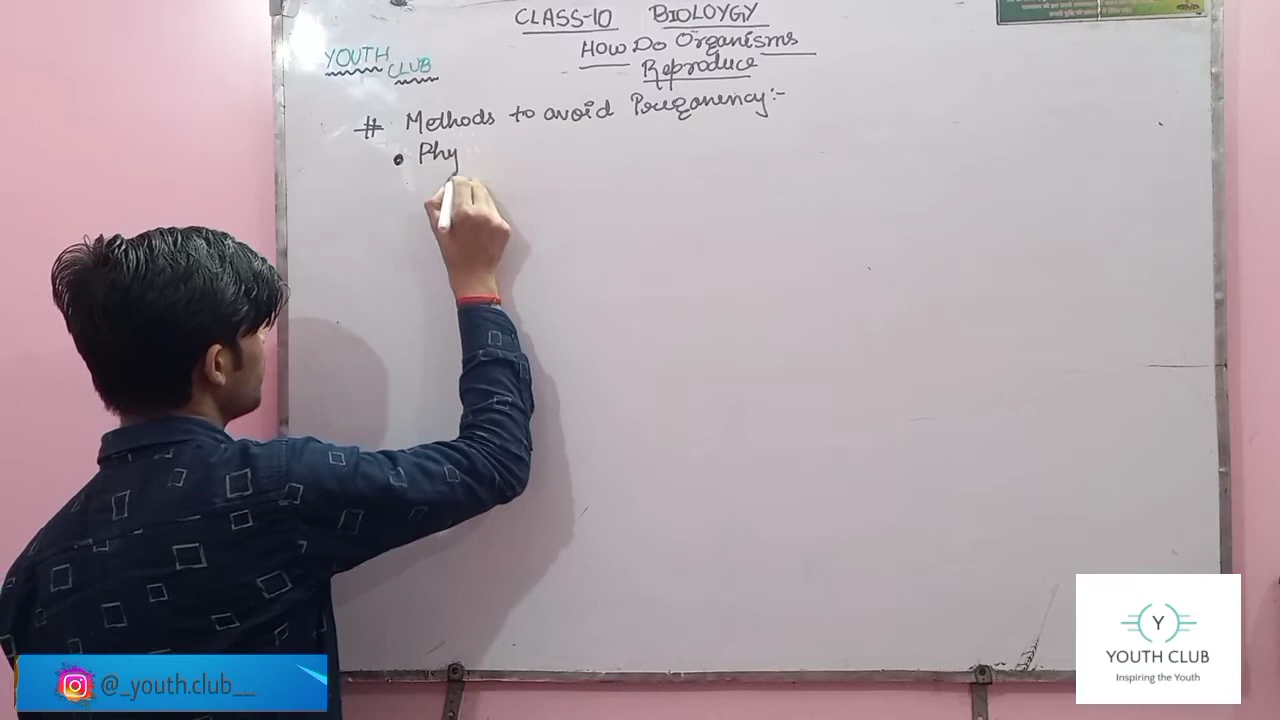 CLASS-10 BIOLOYGY
How Do Organisms
Reproduce
YOUTH
CLUB
# Methods to avoid Preganency:-
• Phy
@_youth.club__
Y
YOUTH CLUB
Inspiring the Youth